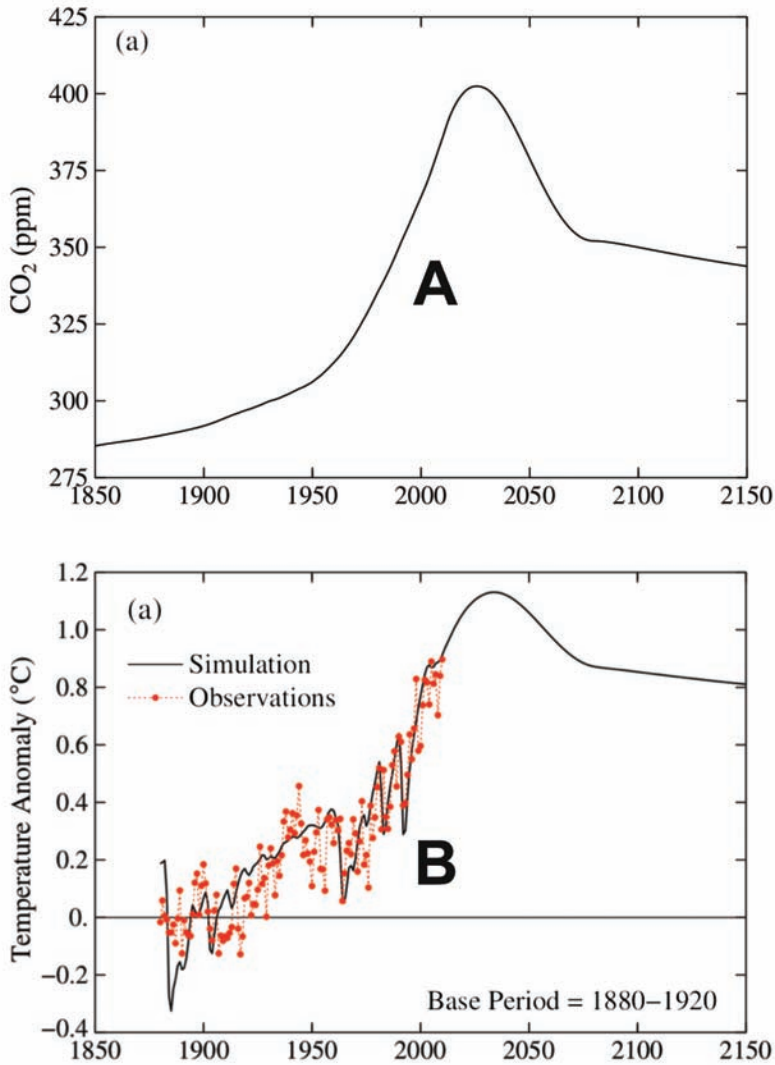 (a)
425
400
375
350
325
300
275
CO₂ (ppm)
A
1850 1900 1950 2000 2050 2100 2150
(a)
1.2
1.0
0.8
0.6
0.4
0.2
0.
−0.2
−0.4
Temperature Anomaly (°C)
Simulation
Observations
B
Base Period = 1880–1920
1850 1900 1950 2000 2050 2100 2150